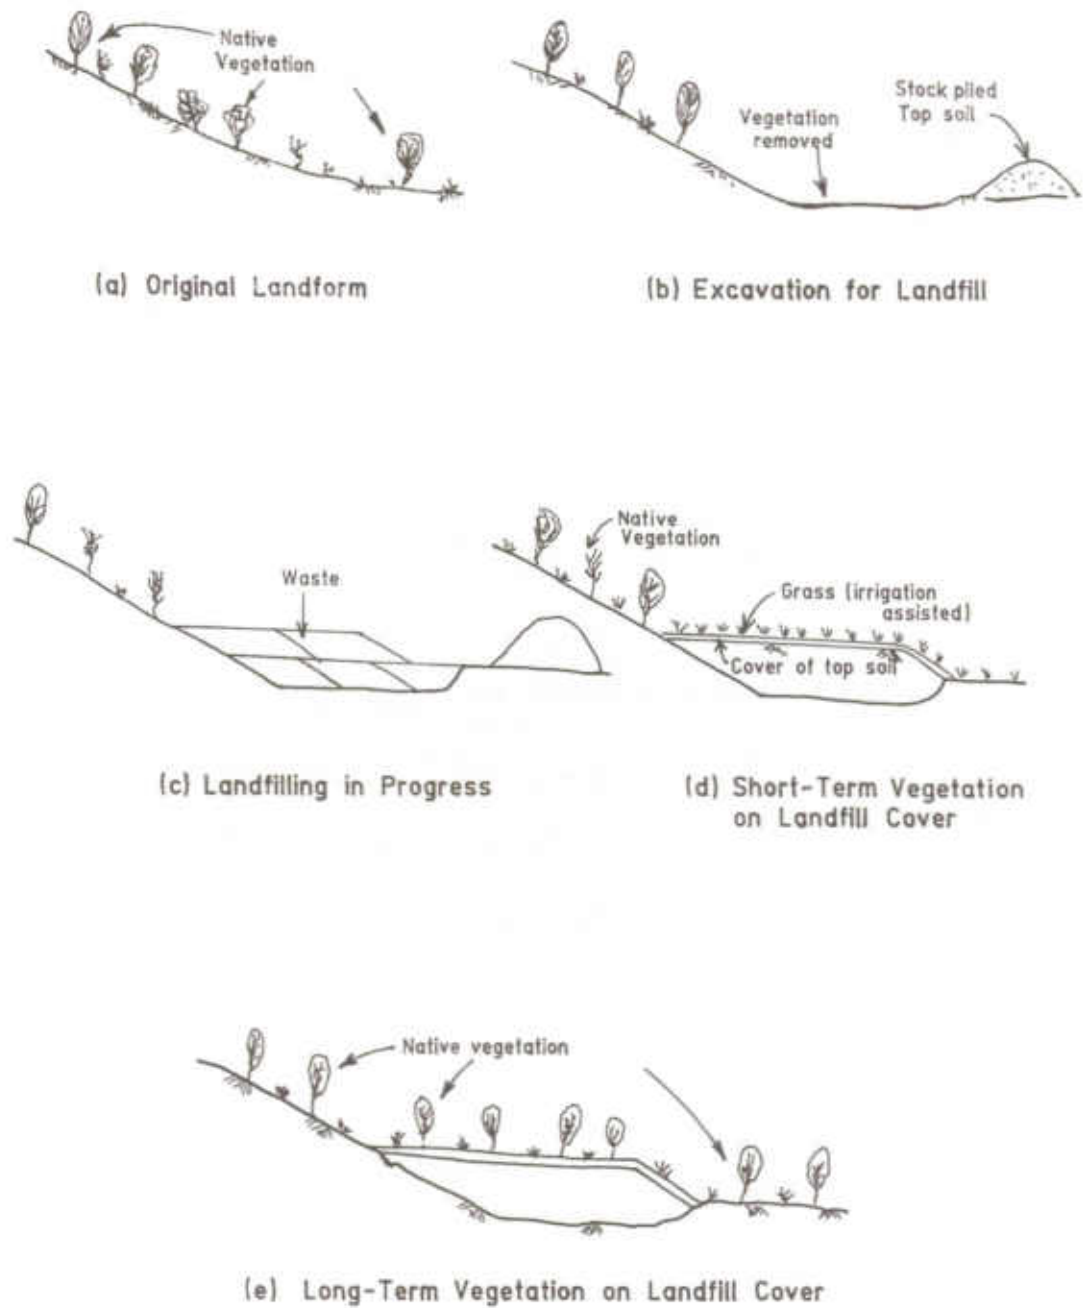 Native
Vegetation
(a) Original Landform
Vegetation
removed
Stock piled
Top soil
(b) Excavation for Landfill
Waste
(c) Landfilling in Progress
Native
Vegetation
Grass (irrigation
assisted)
Cover of top soil
(d) Short-Term Vegetation
on Landfill Cover
Native vegetation
(e) Long-Term Vegetation on Landfill Cover